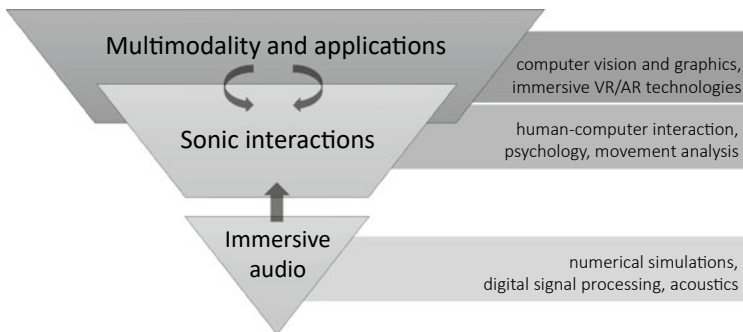 Multimodality and applications
computer vision and graphics,
immersive VR/AR technologies
Sonic interactions
human-computer interaction,
psychology, movement analysis
Immersive
audio
numerical simulations,
digital signal processing, acoustics